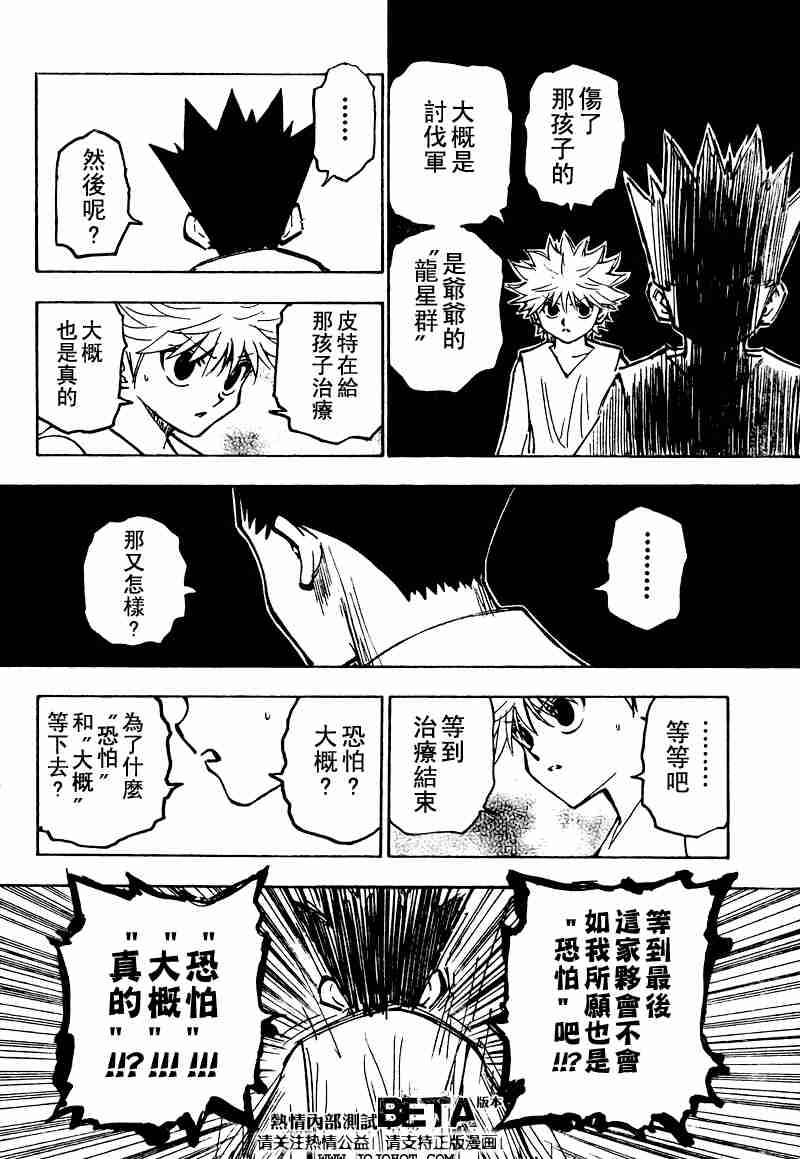 傷了
那孩子的
大概是
討伐軍
是爺爺的
"龍星群"
……
然後呢？
皮特在給
那孩子治療
大概
也是真的
………
那又怎樣？
………
等等吧
等到
治療結束
恐怕？
大概？
為了什麼
"恐怕"
和"大概"
等下去？
等到最後
這家夥會不會
如我所願也是
"恐怕"吧!!?
"恐怕"!!!
"大概"!!!
"真的"!!?
熱情內部測試BETA版本
请关注热情公益| |请支持正版漫画|
WWW.JOJOHOT.COM